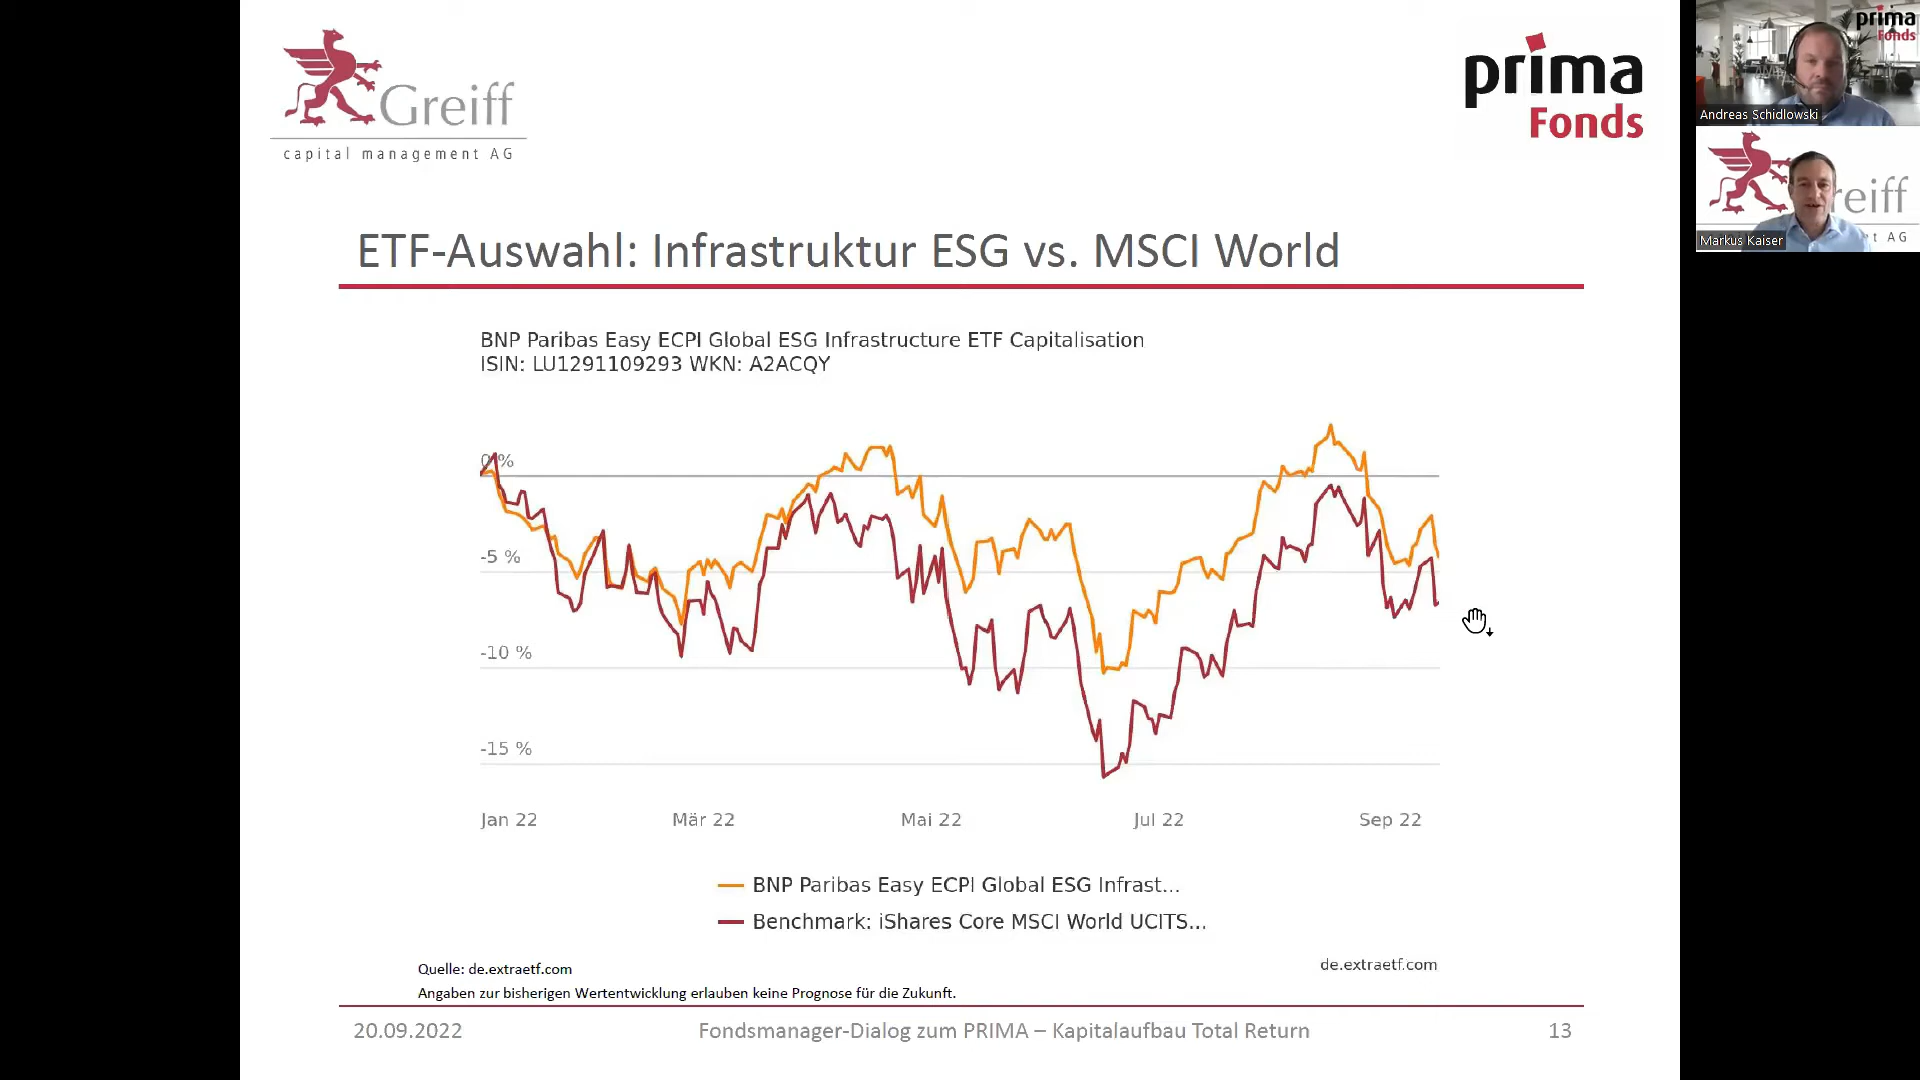 Greiff
capital management AG
prima
Fonds
prima
Fonds
Andreas Schidlowski
reiff
t AG
Markus Kaiser
ETF-Auswahl: Infrastruktur ESG vs. MSCI World
BNP Paribas Easy ECPI Global ESG Infrastructure ETF Capitalisation
ISIN: LU1291109293 WKN: A2ACQY
0 %
-5 %
-10 %
-15 %
Jan 22 Mär 22 Mai 22 Jul 22 Sep 22
BNP Paribas Easy ECPI Global ESG Infrast...
Benchmark: iShares Core MSCI World UCITS...
de.extraetf.com
Quelle: de.extraetf.com
Angaben zur bisherigen Wertentwicklung erlauben keine Prognose für die Zukunft.
20.09.2022 Fondsmanager-Dialog zum PRIMA – Kapitalaufbau Total Return 13